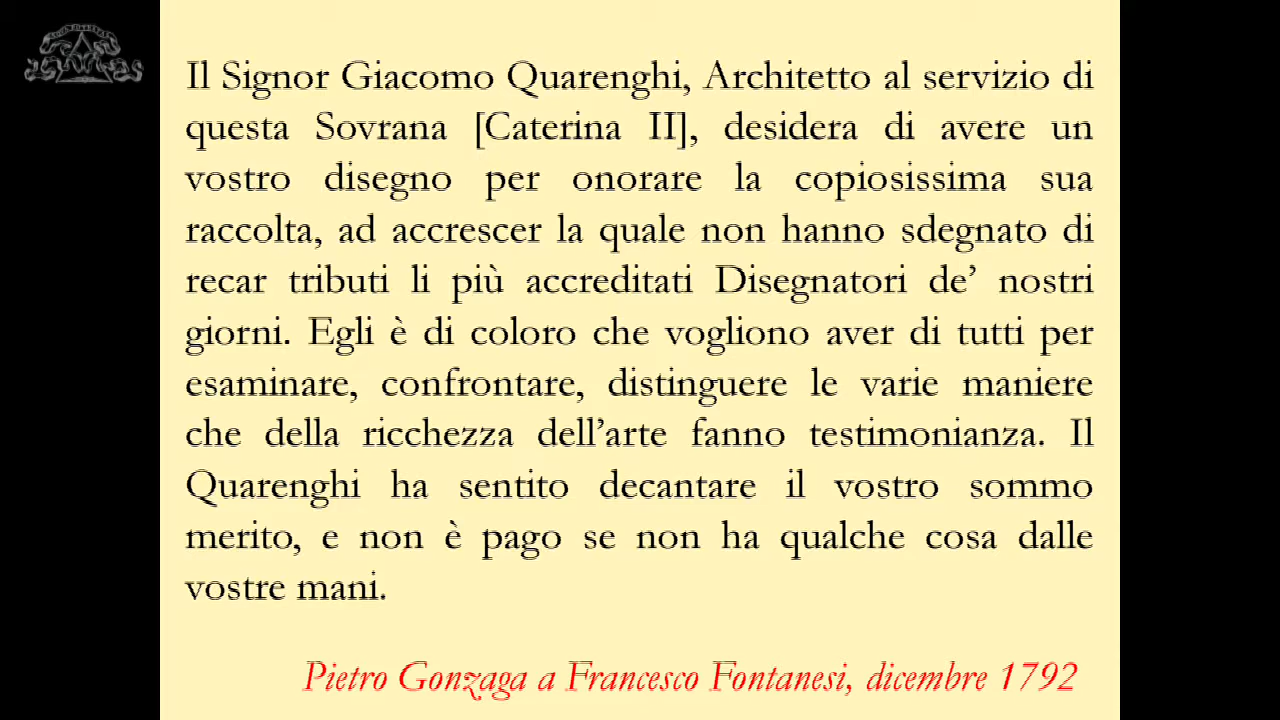 Il Signor Giacomo Quarenghi, Architetto al servizio di
questa Sovrana [Caterina II], desidera di avere un
vostro disegno per onorare la copiosissima sua
raccolta, ad accrescer la quale non hanno sdegnato di
recar tributi li più accreditati Disegnatori de’ nostri
giorni. Egli è di coloro che vogliono aver di tutti per
esaminare, confrontare, distinguere le varie maniere
che della ricchezza dell’arte fanno testimonianza. Il
Quarenghi ha sentito decantare il vostro sommo
merito, e non è pago se non ha qualche cosa dalle
vostre mani.
Pietro Gonzaga a Francesco Fontanesi, dicembre 1792